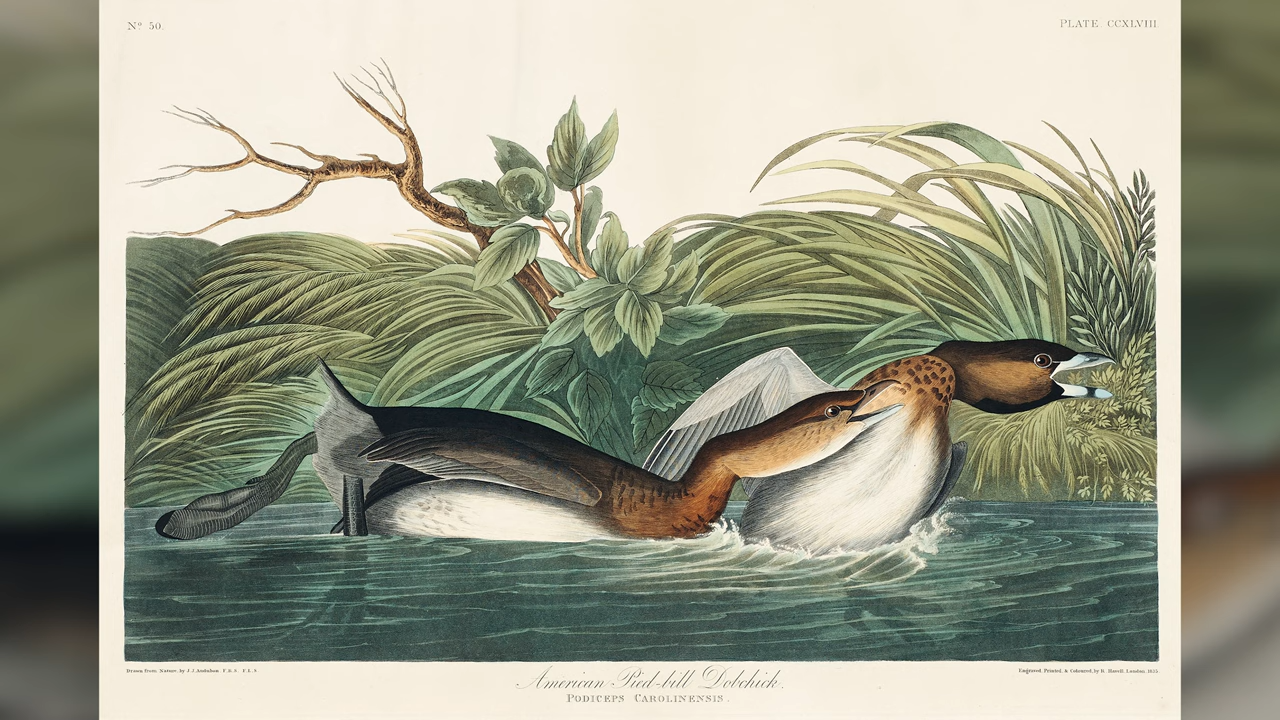 Nº 50.
PLATE CCXLVIII
Drawn from Nature by J.J.Audubon F.R.S. F.L.S.
Engraved, Printed, & Coloured, by R. Havell, London, 1835.
American Pied-bill Dobchick.
PODICEPS CAROLINENSIS.